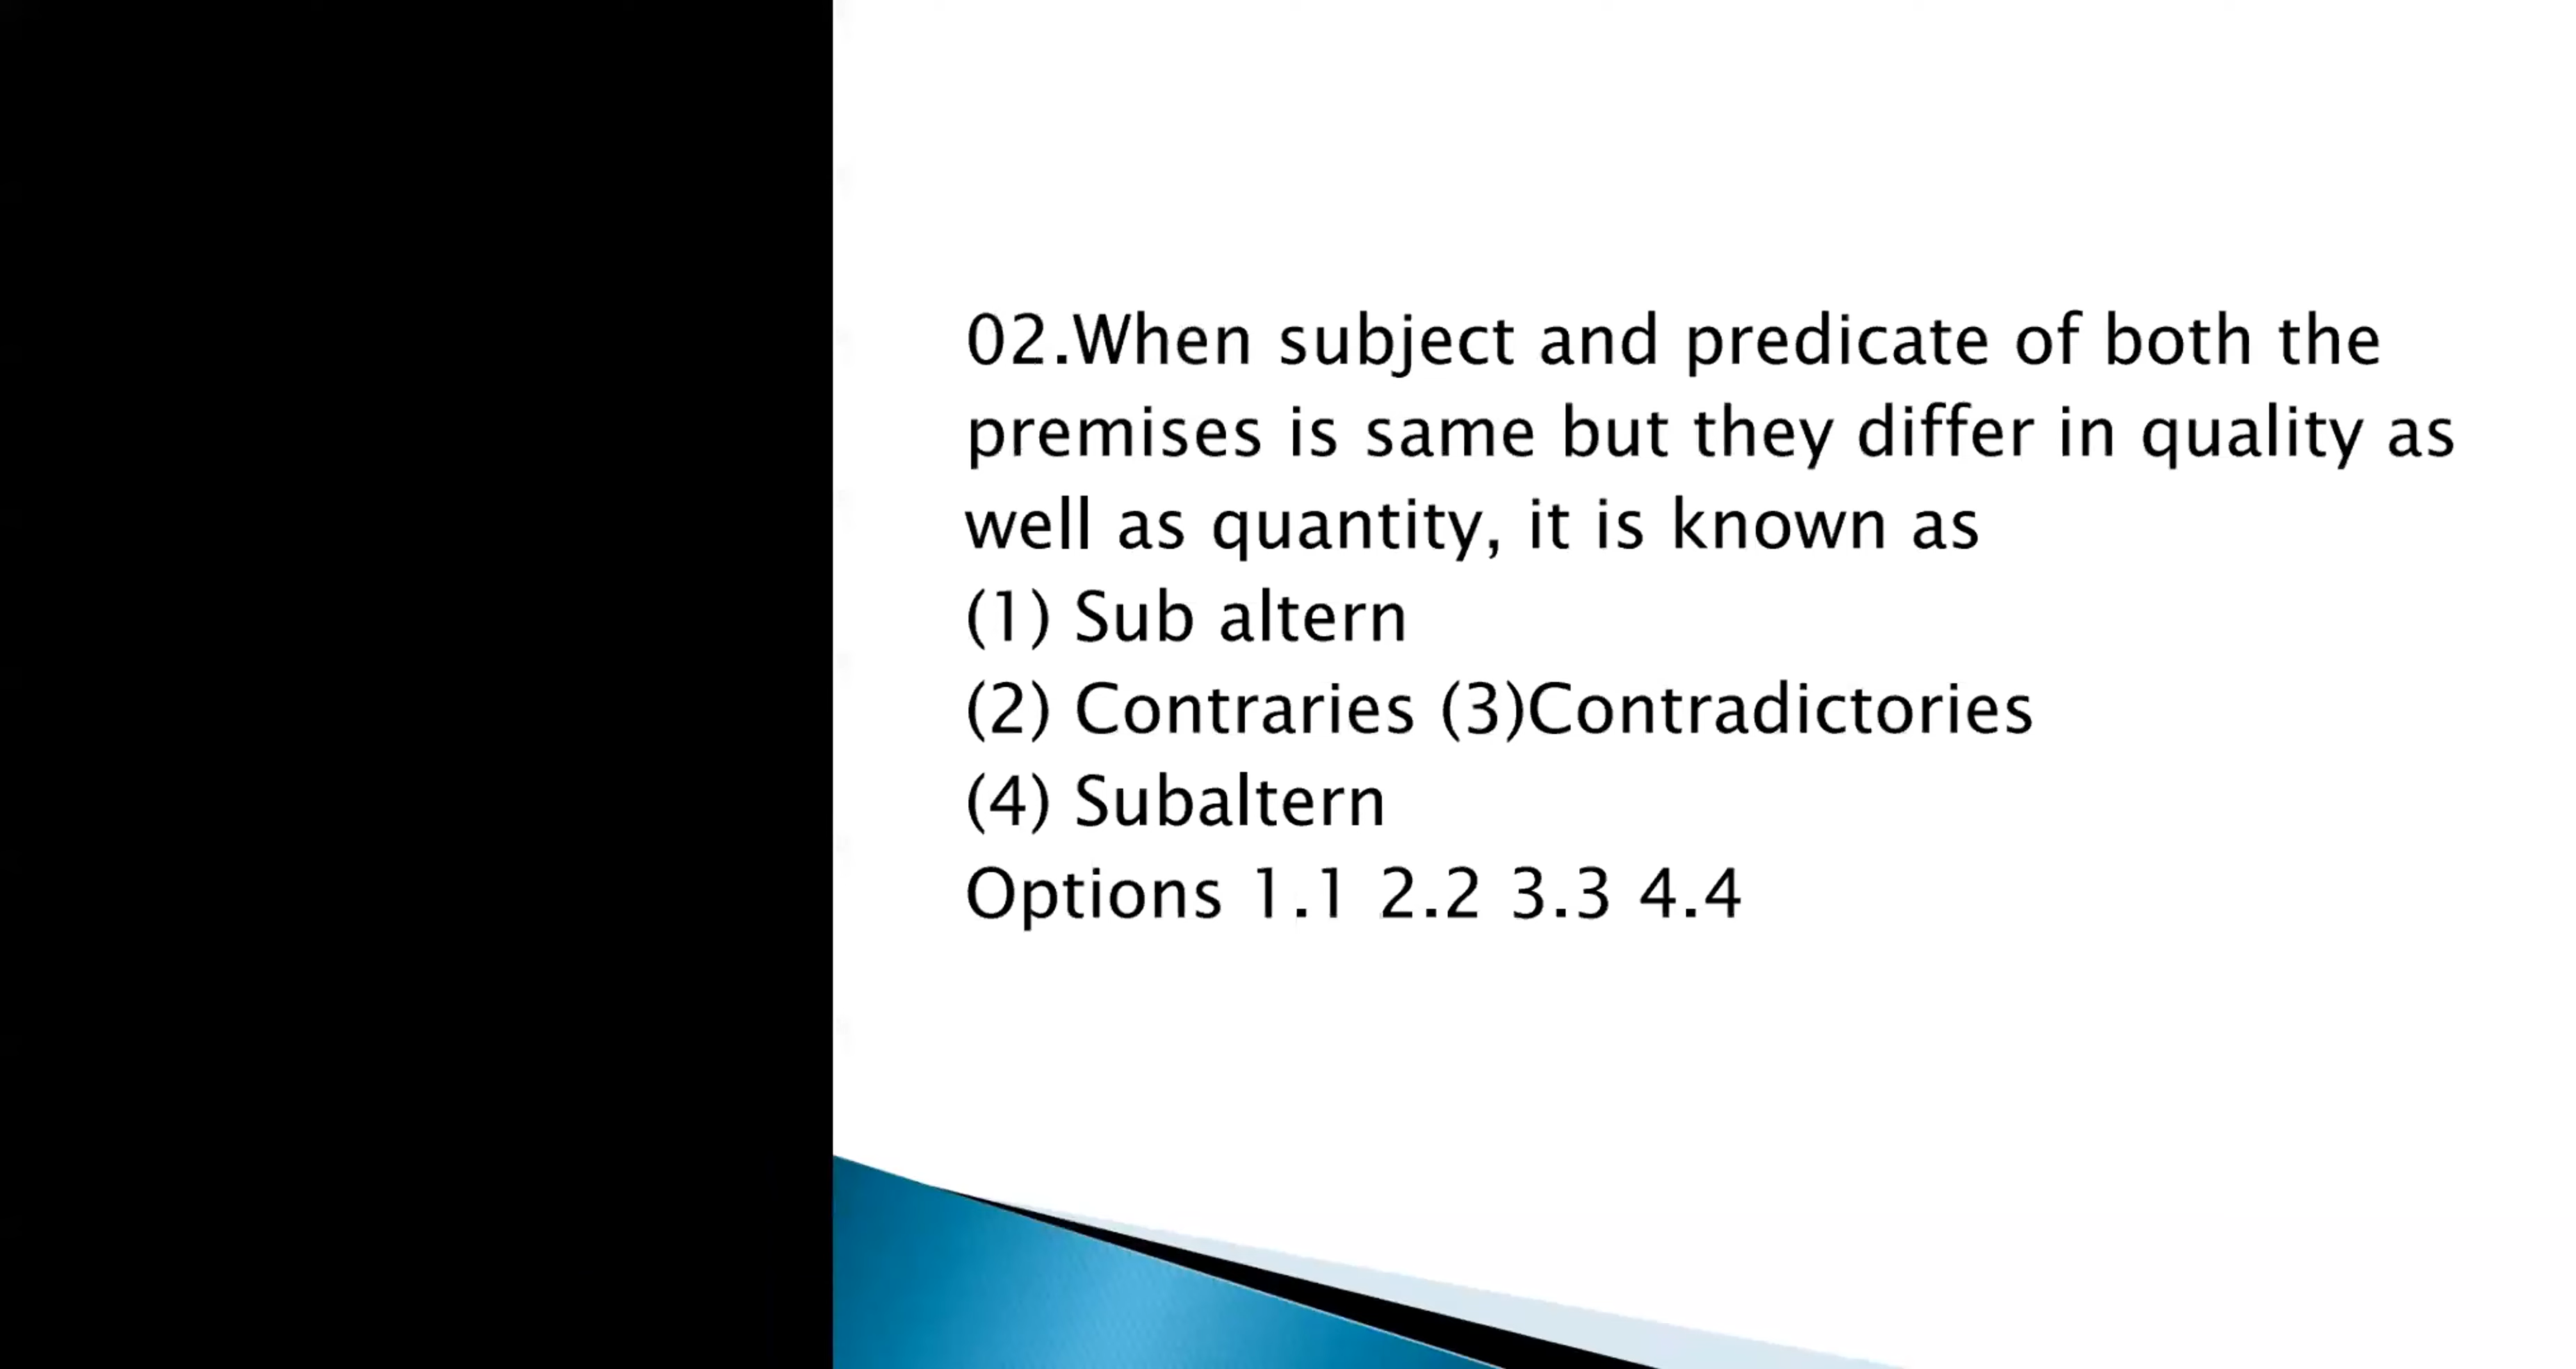 02.When subject and predicate of both the
premises is same but they differ in quality as
well as quantity, it is known as
(1) Sub altern
(2) Contraries (3)Contradictories
(4) Subaltern
Options 1.1 2.2 3.3 4.4